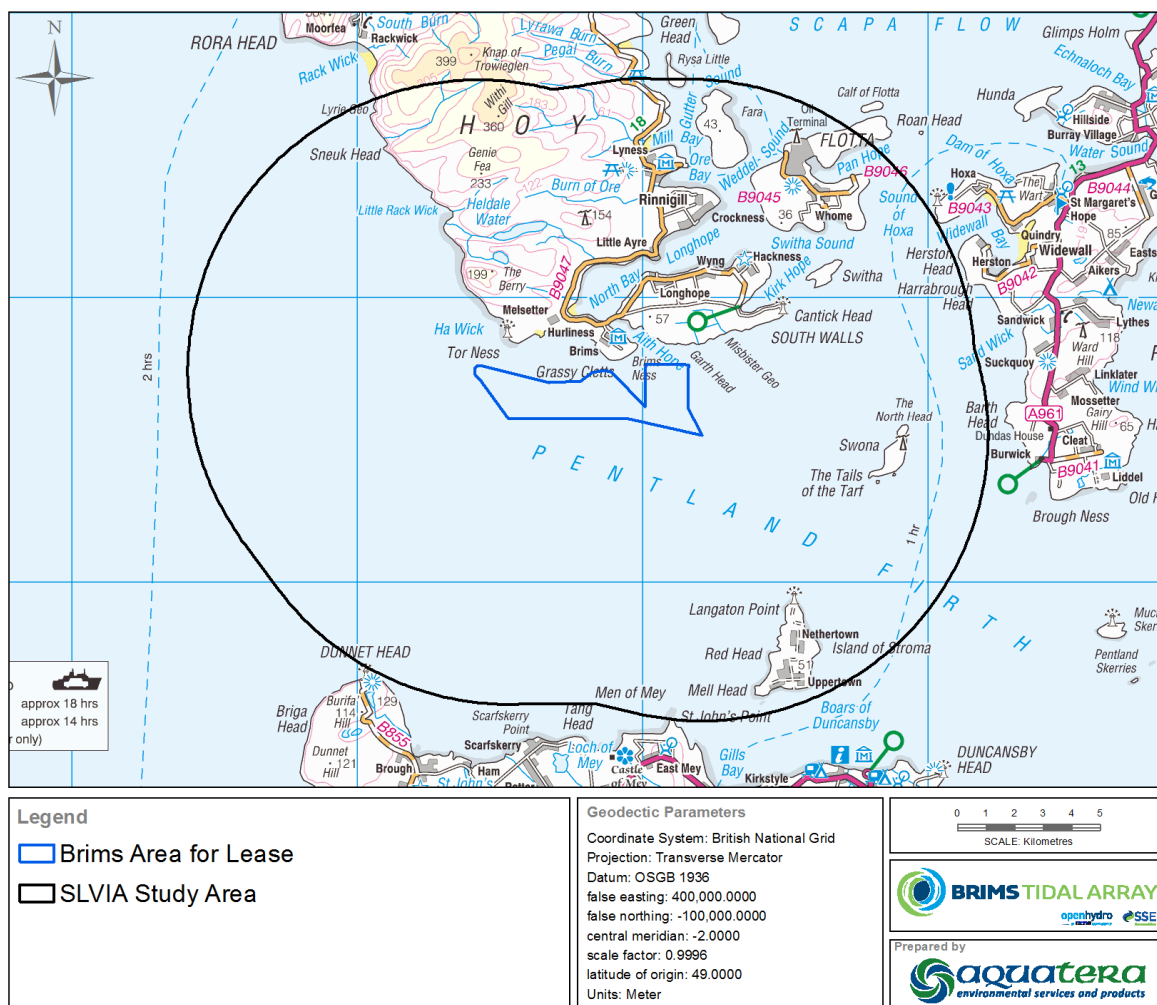 N
Moorfea
Rackwick
South Burn
RORA HEAD
Rack Wick
399
Knap of
Trowieglen
Lyrawa Burn
Pegal Burn
Green
Head
Rysa Little
SCAPA FLOW
Glimps Holm
Echnaloch Bay
Hunda
Hillside
Burray Village
Water Sound
Lyrie Geo
Withi
Gill
360
183
61
18
HOY
Gutter Sound
43
Fara
Oil
Terminal
Calf of Flotta
FLOTTA
Roan Head
Sneuk Head
Genie
Fea
233
122
Lyness
Mill Bay
Ore
Bay
Weddel Sound
Pan Hope
B9046
B9045
Dam of Hoxa
Hoxa
B9043
The
Wart
13
B9044
St Margaret's
Hope
Burn of Ore
Little Rack Wick
Heldale
Water
154
Rinnigill
Crockness
36
Whome
Sound
of
Hoxa
Widewall
Bay
Quindry
Widewall
85
Herston
Herston
Head
B9042
Aikers
Harrabrough
Head
Little Ayre
Longhope
Switha Sound
Hackness
Wyng
Switha
199
The
Berry
B9047
North Bay
Longhope
Kirk Hope
Melsetter
57
Cantick Head
SOUTH WALLS
Ha Wick
Hurliness
Tor Ness
Brims
Aith Hope
Brims
Ness
Misbister Geo
Garth Head
Grassy Cletts
Sandwick
Lythes
118
Ward
Hill
Sand Wick
Suckquoy
Linklater
Wind Wi
Mossetter
Barth
Head
A961
Gairy
Hill
65
Dundas House
Cleat
Burwick
B9041
Liddel
Old H
Brough Ness
2 hrs
1 hr
The
North Head
Swona
The Tails
of the Tarf
PENTLAND FIRTH
Langaton Point
Nethertown
Island of Stroma
Red Head
51
Uppertown
Mell Head
Pentland
Skerries
DUNNET HEAD
Men of Mey
St John's Point
Boars of
Duncansby
approx 18 hrs
approx 14 hrs
r only)
Briga
Head
Burifa
Hill
114
129
B855
Dunnet
Hill
121
Brough
Ham
St John's
Scarfskerry
Point
Scarfskerry
Tang
Head
Loch of
Mey
Castle
of Mey
East Mey
Gills
Bay
Kirkstyle
DUNCANSBY
HEAD
Legend
Brims Area for Lease
SLVIA Study Area
Geodectic Parameters
Coordinate System: British National Grid
Projection: Transverse Mercator
Datum: OSGB 1936
false easting: 400,000.0000
false northing: -100,000.0000
central meridian: -2.0000
scale factor: 0.9996
latitude of origin: 49.0000
Units: Meter
0 1 2 3 4 5
SCALE: Kilometres
BRIMS TIDAL ARRAY
openhydro
SSE
Prepared by
aquatera
environmental services and products